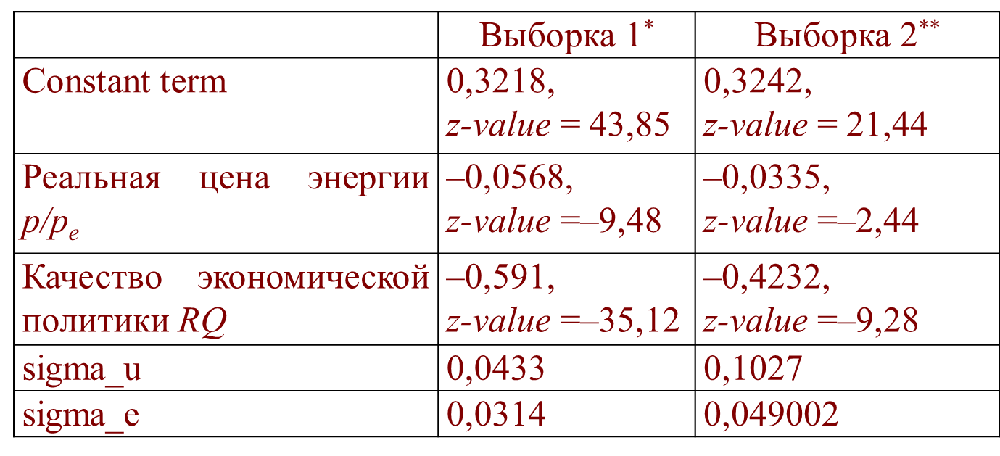 Выборка 1* Выборка 2**
Constant term 0,3218, 0,3242,
z-value = 43,85 z-value = 21,44
Реальная цена энергии –0,0568, –0,0335,
p/pe z-value =–9,48 z-value =–2,44
Качество экономической –0,591, –0,4232,
политики RQ z-value =–35,12 z-value =–9,28
sigma_u 0,0433 0,1027
sigma_e 0,0314 0,049002